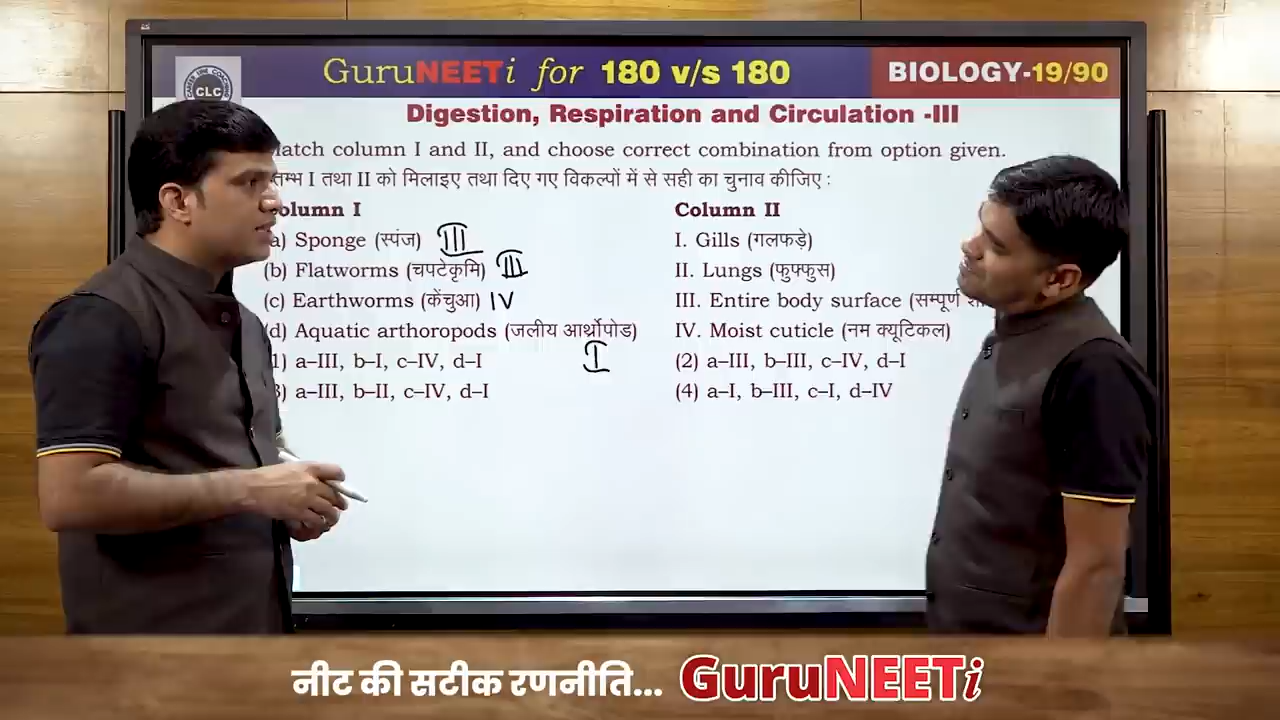 GuruNEETi for 180 v/s 180 BIOLOGY-19/90
CLC
Digestion, Respiration and Circulation -III
atch column I and II, and choose correct combination from option given.
तम्भ I तथा II को मिलाइए तथा दिए गए विकल्पों में से सही का चुनाव कीजिए :
olumn I Column II
a) Sponge (स्पंज) III I. Gills (गलफड़े)
(b) Flatworms (चपटेकृमि) III II. Lungs (फुफ्फुस)
(c) Earthworms (केंचुआ) IV III. Entire body surface (सम्पूर्ण
(d) Aquatic arthoropods (जलीय आर्थ्रोपोड) I IV. Moist cuticle (नम क्यूटिकल)
1) a–III, b–I, c–IV, d–I (2) a–III, b–III, c–IV, d–I
3) a–III, b–II, c–IV, d–I (4) a–I, b–III, c–I, d–IV
नीट की सटीक रणनीति... GuruNEETi